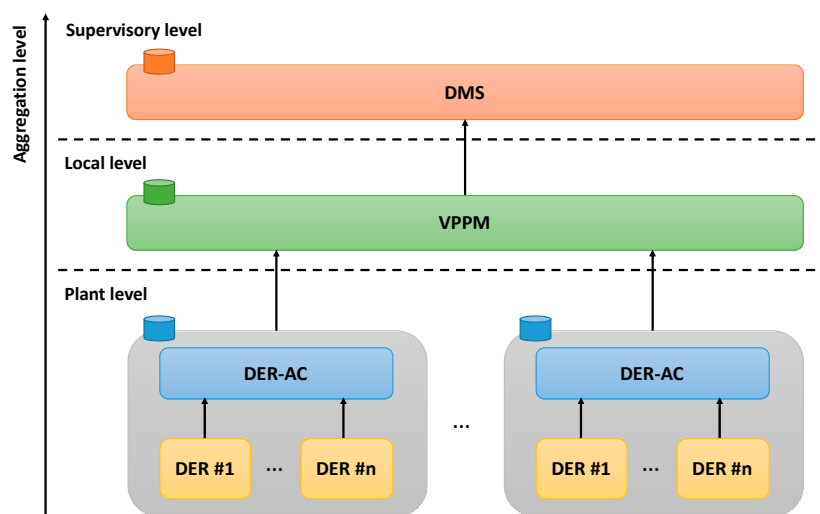 Aggregation level
Supervisory level
DMS
Local level
VPPM
Plant level
DER-AC
DER-AC
...
DER #1
...
DER #n
DER #1
...
DER #n